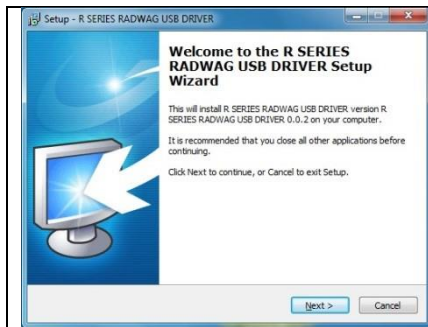 Setup - R SERIES RADWAG USB DRIVER
Welcome to the R SERIES
RADWAG USB DRIVER Setup
Wizard
This will install R SERIES RADWAG USB DRIVER version R
SERIES RADWAG USB DRIVER 0.0.2 on your computer.
It is recommended that you close all other applications before
continuing.
Click Next to continue, or Cancel to exit Setup.
Next >
Cancel